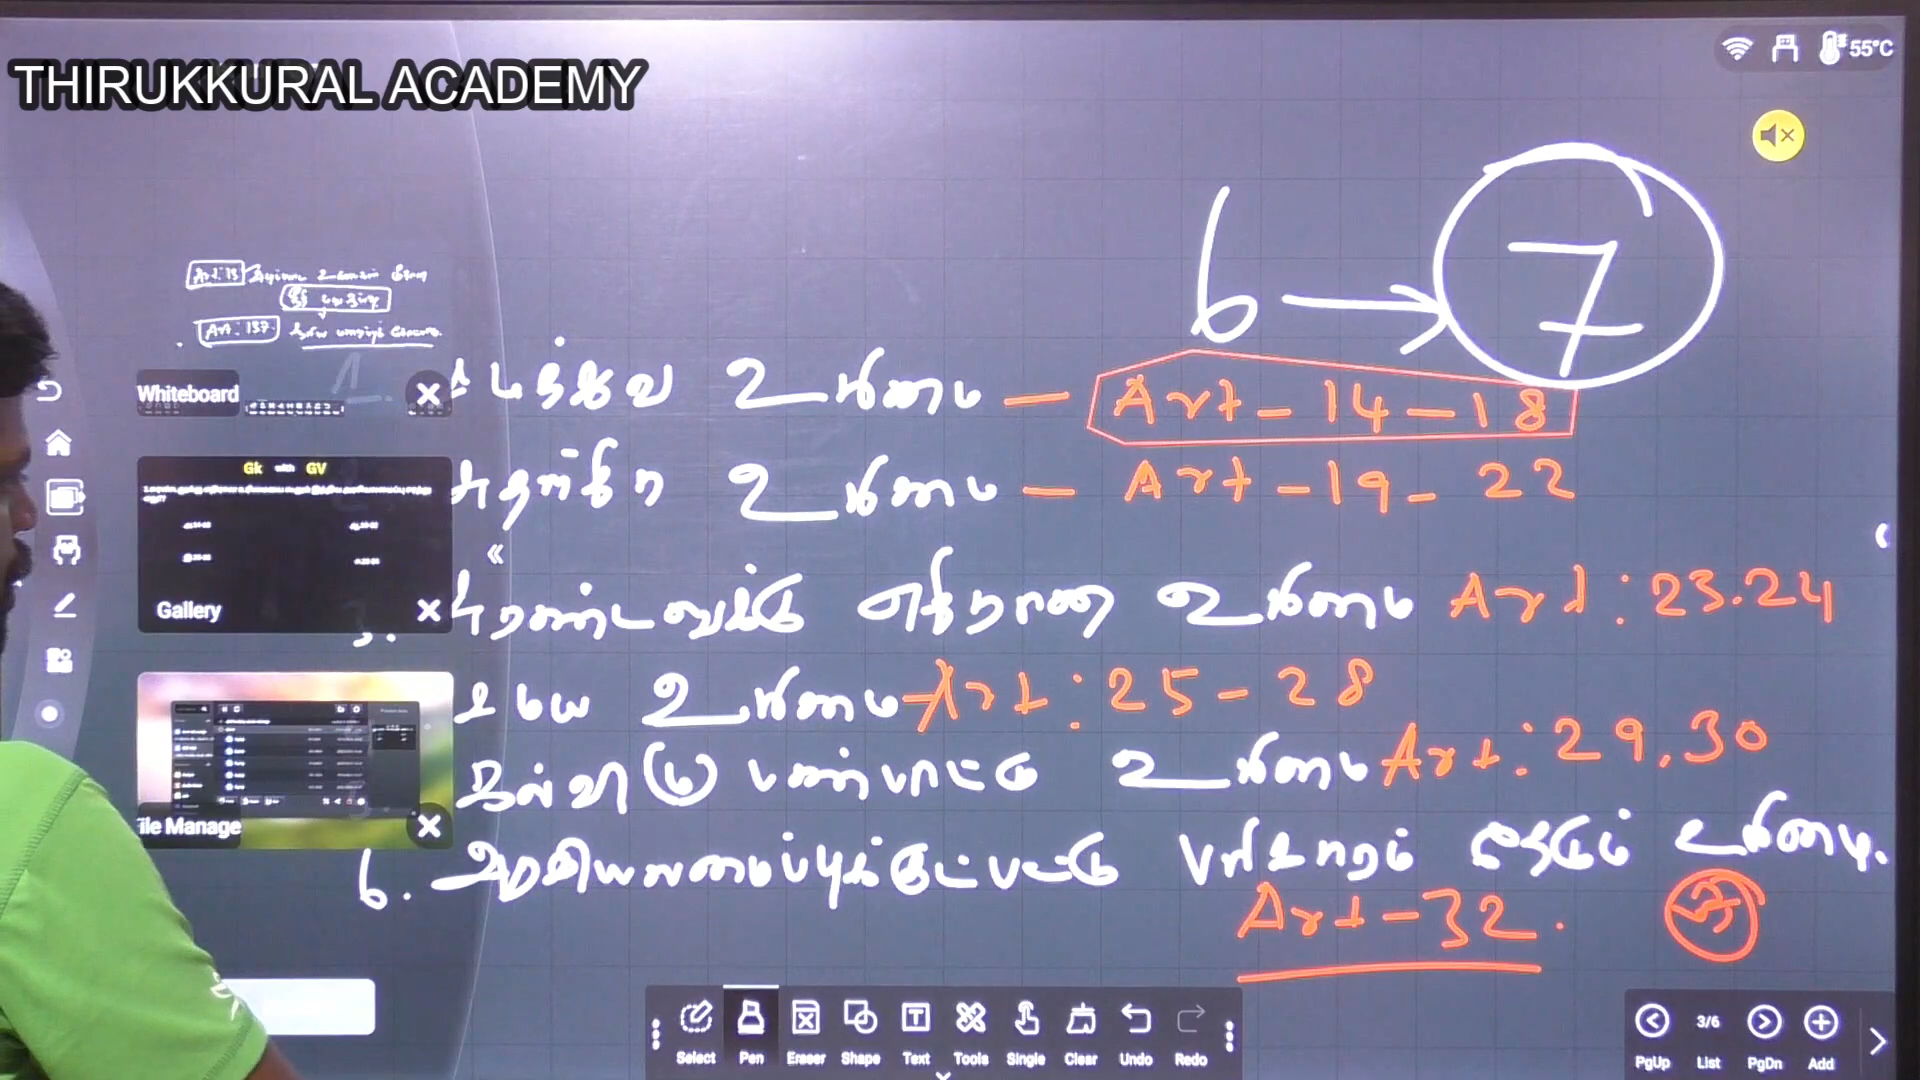 THIRUKKURAL ACADEMY
55°C
6 → 7
Art: 13
Art: 137
Whiteboard
1. சமத்துவ உரிமை — Art - 14 - 18
சுதந்திர உரிமை — Art - 19 - 22
Gk with GV
Gallery
3. சுரண்டலுக்கு எதிரான உரிமை Art: 23.24
சமய உரிமை - Art: 25 - 28
கல்வி (ம) பண்பாட்டு உரிமை Art: 29,30
File Manage
6. அரசியலமைப்புக்குட்பட்டு பரிகாரம் காணும் உரிமை.
Art - 32.
Select Pen Eraser Shape Text Tools Single Clear Undo Redo
3/6
PgUp List PgDn Add